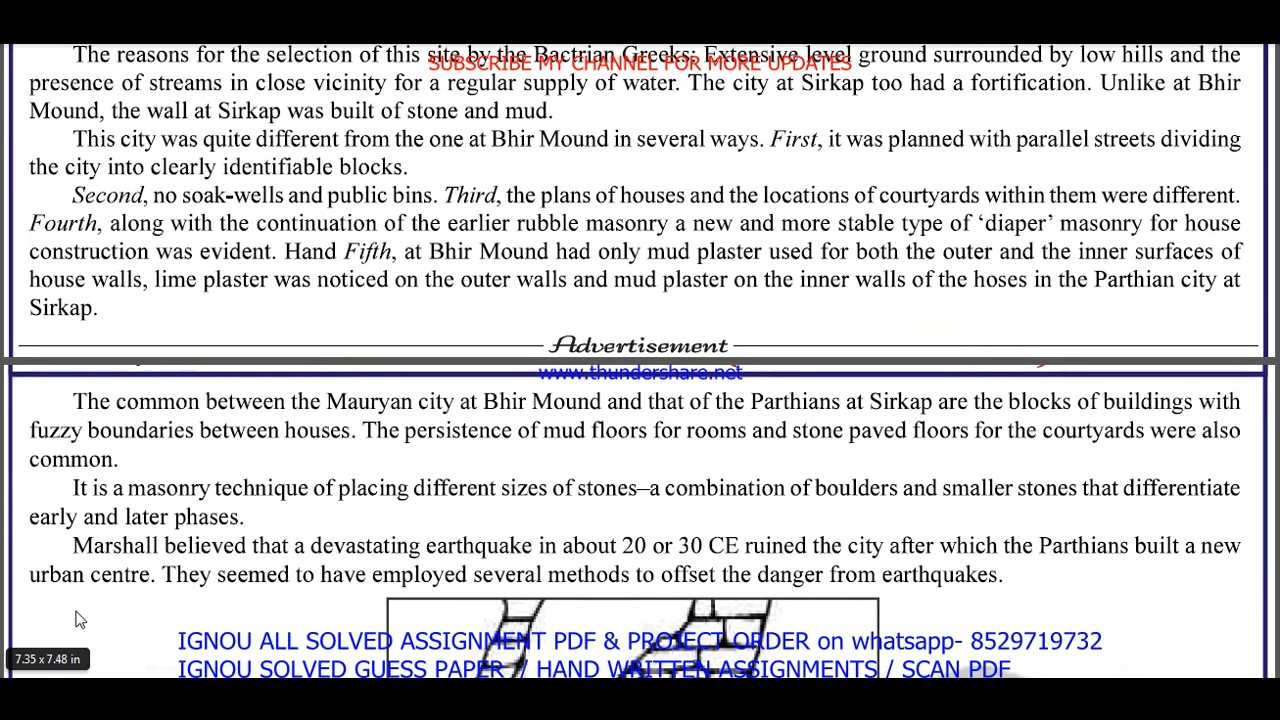 The reasons for the selection of this site by the Bactrian Greeks: Extensive level ground surrounded by low hills and the
SUBSCRIBE MY CHANNEL FOR MORE UPDATES
presence of streams in close vicinity for a regular supply of water. The city at Sirkap too had a fortification. Unlike at Bhir
Mound, the wall at Sirkap was built of stone and mud.
This city was quite different from the one at Bhir Mound in several ways. First, it was planned with parallel streets dividing
the city into clearly identifiable blocks.
Second, no soak-wells and public bins. Third, the plans of houses and the locations of courtyards within them were different.
Fourth, along with the continuation of the earlier rubble masonry a new and more stable type of ‘diaper’ masonry for house
construction was evident. Hand Fifth, at Bhir Mound had only mud plaster used for both the outer and the inner surfaces of
house walls, lime plaster was noticed on the outer walls and mud plaster on the inner walls of the hoses in the Parthian city at
Sirkap.
Advertisement
www.thundershare.net
The common between the Mauryan city at Bhir Mound and that of the Parthians at Sirkap are the blocks of buildings with
fuzzy boundaries between houses. The persistence of mud floors for rooms and stone paved floors for the courtyards were also
common.
It is a masonry technique of placing different sizes of stones–a combination of boulders and smaller stones that differentiate
early and later phases.
Marshall believed that a devastating earthquake in about 20 or 30 CE ruined the city after which the Parthians built a new
urban centre. They seemed to have employed several methods to offset the danger from earthquakes.
IGNOU ALL SOLVED ASSIGNMENT PDF & PROJECT ORDER on whatsapp- 8529719732
7.35 x 7.48 in
IGNOU SOLVED GUESS PAPER / HAND WRITTEN ASSIGNMENTS / SCAN PDF